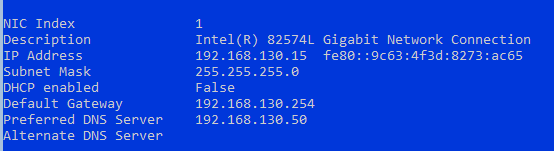 NIC Index 1
Description Intel(R) 82574L Gigabit Network Connection
IP Address 192.168.130.15 fe80::9c63:4f3d:8273:ac65
Subnet Mask 255.255.255.0
DHCP enabled False
Default Gateway 192.168.130.254
Preferred DNS Server 192.168.130.50
Alternate DNS Server